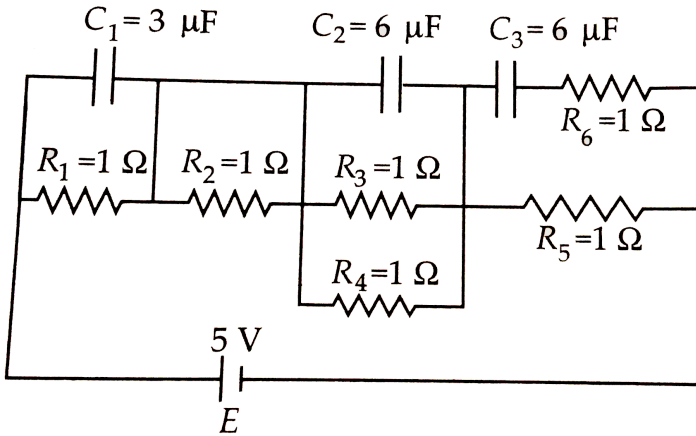 C₁= 3 µF
C₂= 6 µF
C₃= 6 µF
R₆=1 Ω
R₁=1 Ω
R₂=1 Ω
R₃=1 Ω
R₅=1 Ω
R₄=1 Ω
5 V
E